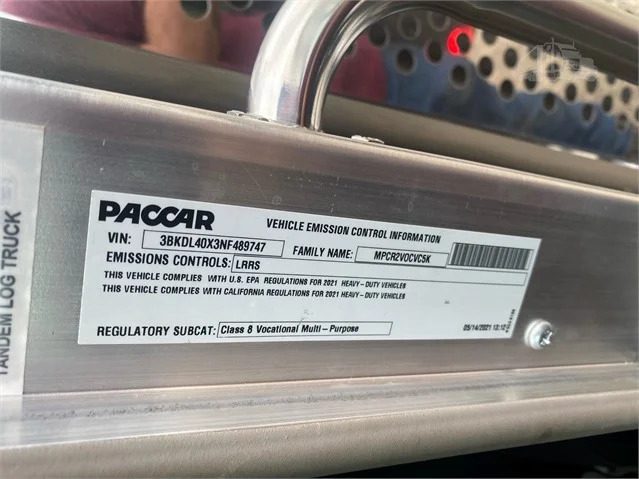 PACCAR
VEHICLE EMISSION CONTROL INFORMATION
VIN: 3BKDL40X3NF489747
FAMILY NAME: MPCR2VOCVC5K
EMISSIONS CONTROLS: LRRS
THIS VEHICLE COMPLIES WITH U.S. EPA REGULATIONS FOR 2021 HEAVY-DUTY VEHICLES
THIS VEHICLE COMPLIES WITH CALIFORNIA REGULATIONS FOR 2021 HEAVY-DUTY VEHICLES
REGULATORY SUBCAT: Class 8 Vocational Multi-Purpose
05/14/2021 13:12
TANDEM LOG TRUCK